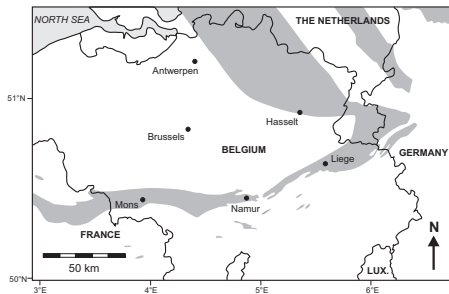 NORTH SEA
THE NETHERLANDS
Antwerpen
51°N
Hasselt
Brussels
BELGIUM
GERMANY
Liege
Mons
Namur
FRANCE
N
50 km
LUX.
50°N
3°E
4°E
5°E
6°E